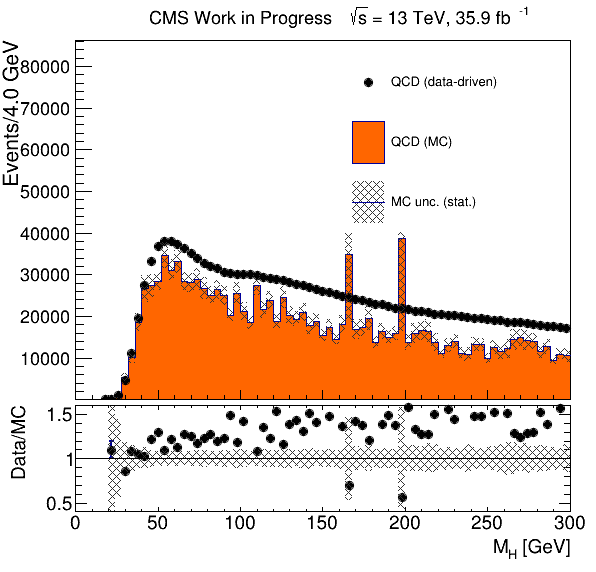 CMS Work in Progress √s = 13 TeV, 35.9 fb⁻¹
Events/4.0 GeV
80000
70000
60000
50000
40000
30000
20000
10000
QCD (data-driven)
QCD (MC)
MC unc. (stat.)
Data/MC
1.5
1
0.5
0 50 100 150 200 250 300
M_H [GeV]